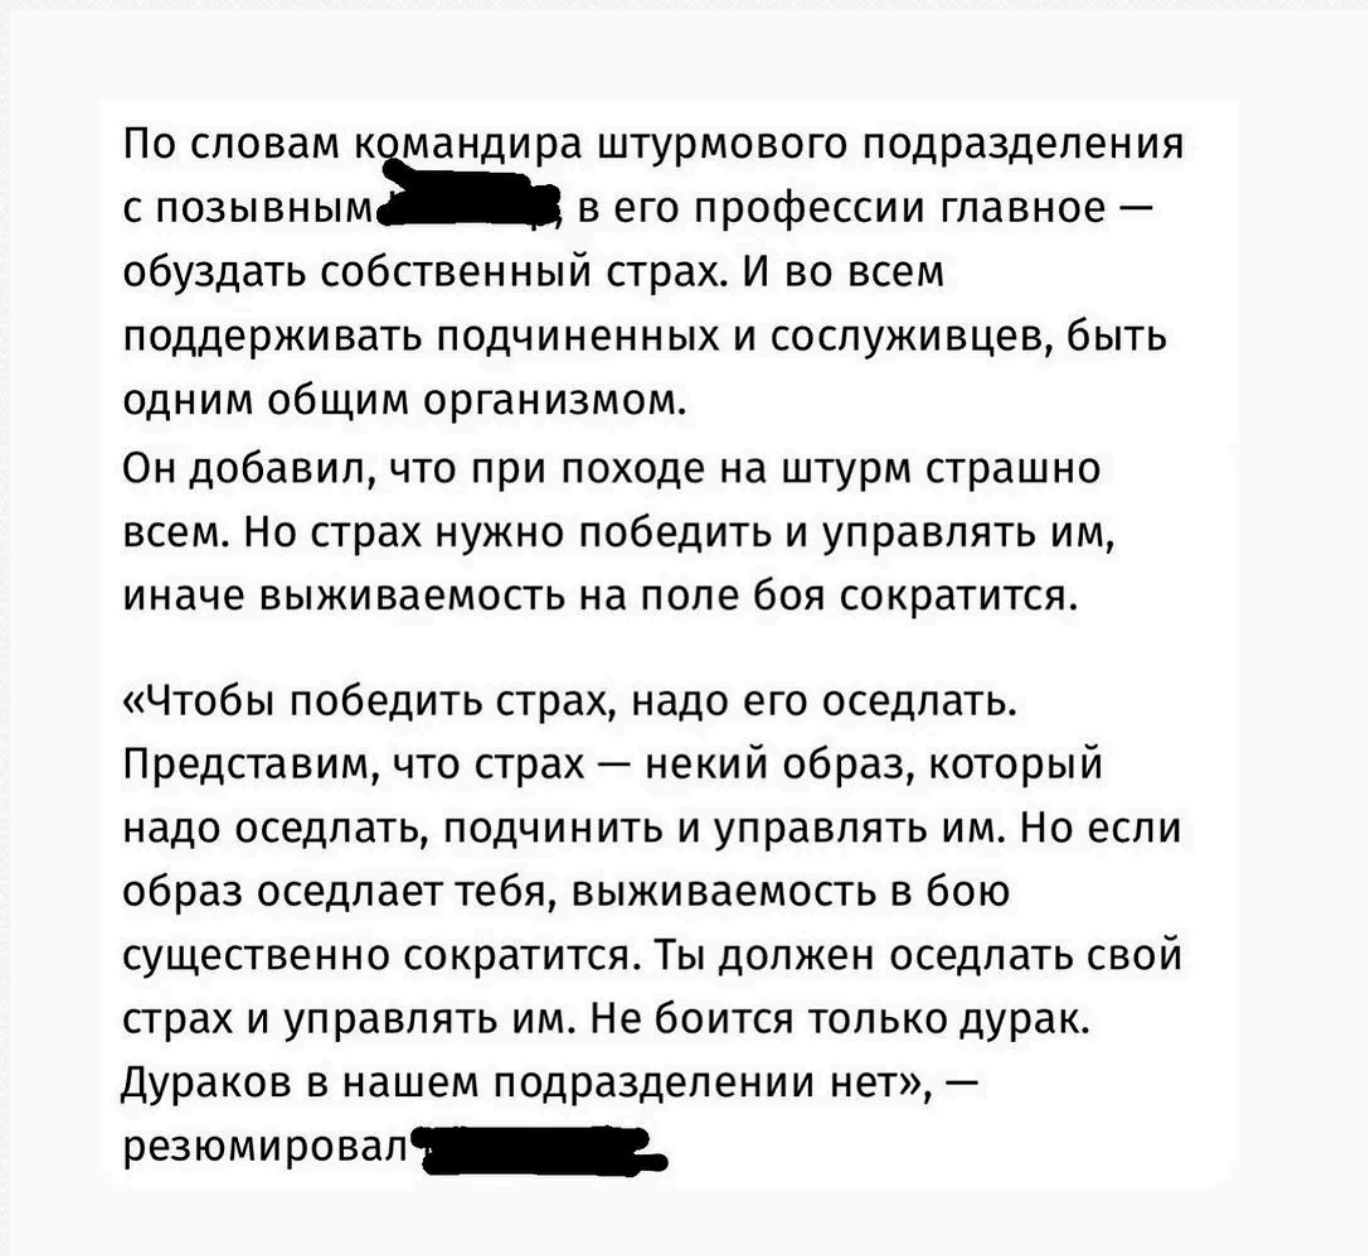 По словам командира штурмового подразделения
с позывным , в его профессии главное —
обуздать собственный страх. И во всем
поддерживать подчиненных и сослуживцев, быть
одним общим организмом.
Он добавил, что при походе на штурм страшно
всем. Но страх нужно победить и управлять им,
иначе выживаемость на поле боя сократится.
«Чтобы победить страх, надо его оседлать.
Представим, что страх — некий образ, который
надо оседлать, подчинить и управлять им. Но если
образ оседлает тебя, выживаемость в бою
существенно сократится. Ты должен оседлать свой
страх и управлять им. Не боится только дурак.
Дураков в нашем подразделении нет», —
резюмировал